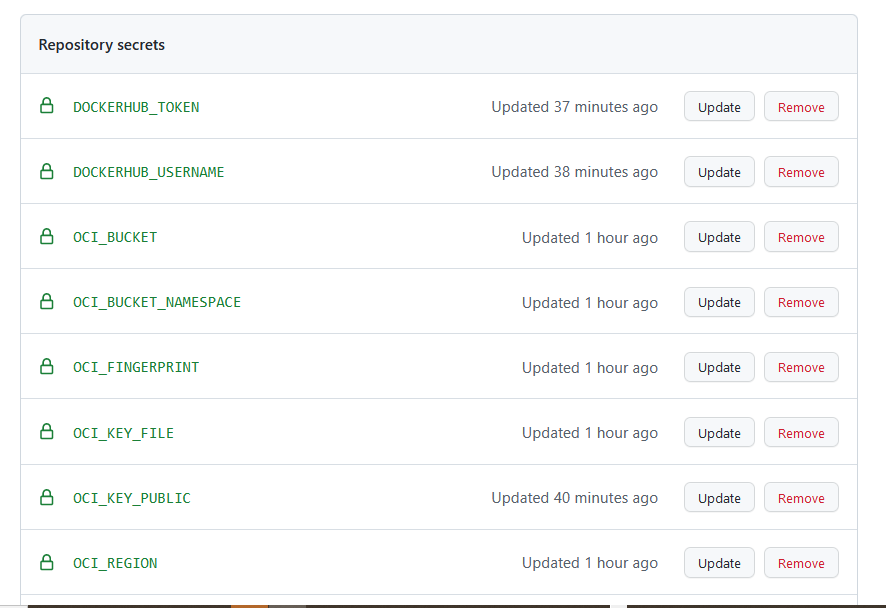 Repository secrets
DOCKERHUB_TOKEN Updated 37 minutes ago Update Remove
DOCKERHUB_USERNAME Updated 38 minutes ago Update Remove
OCI_BUCKET Updated 1 hour ago Update Remove
OCI_BUCKET_NAMESPACE Updated 1 hour ago Update Remove
OCI_FINGERPRINT Updated 1 hour ago Update Remove
OCI_KEY_FILE Updated 1 hour ago Update Remove
OCI_KEY_PUBLIC Updated 40 minutes ago Update Remove
OCI_REGION Updated 1 hour ago Update Remove